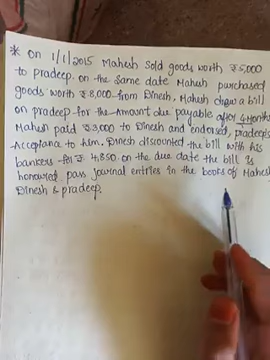 * On 1/1/2015 Mahesh sold goods worth ₹5,000
to pradeep. on the same date Mahesh purchased
goods worth ₹8,000 from Dinesh. Mahesh drew a bill
on pradeep for the amount due payable after 4 Months
Mahesh paid ₹3,000 to Dinesh and endorsed, pradeep's
Acceptana to him. Dinesh discounted the bill with his
bankers for ₹ 4,850 on the due date the bill is
honoured pass journal entries in the books of Mahesh
Dinesh & pradeep.